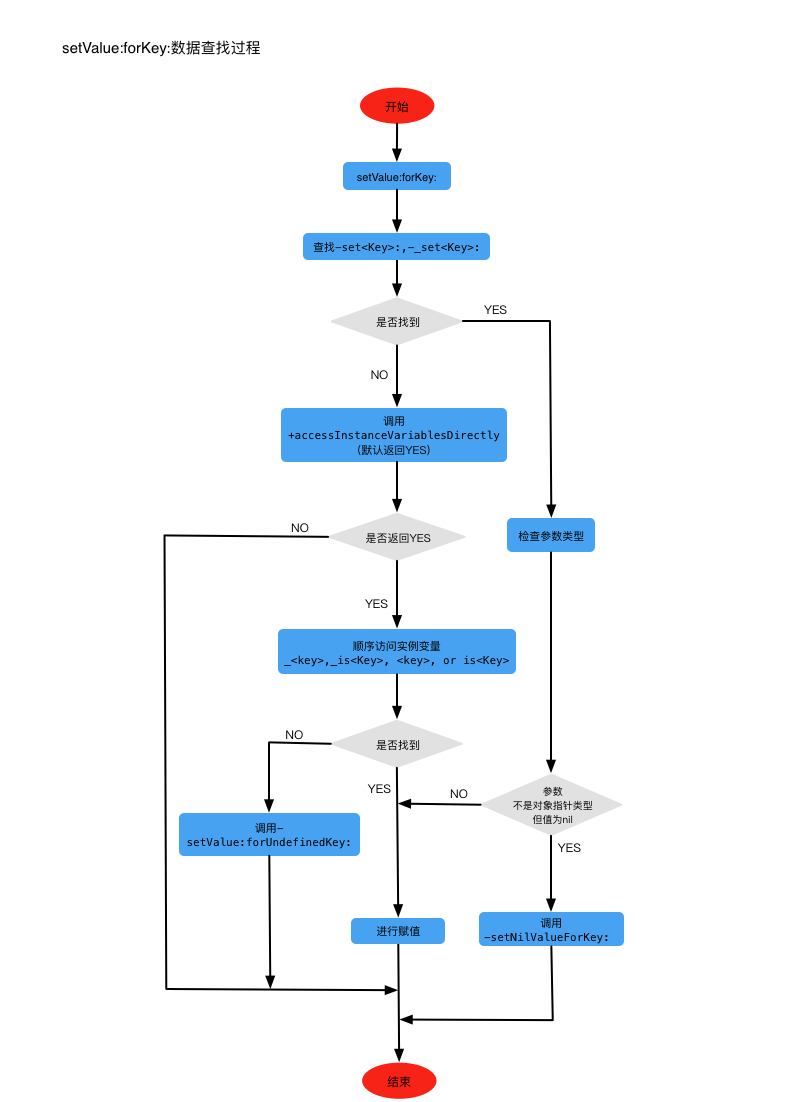 setValue:forKey:数据查找过程
开始
setValue:forKey:
查找-set<Key>:,-_set<Key>:
是否找到
YES
NO
调用
+accessInstanceVariablesDirectly
（默认返回YES）
NO
是否返回YES
检查参数类型
YES
顺序访问实例变量
_<key>,_is<Key>, <key>, or is<Key>
NO
是否找到
YES
NO
参数
不是对象指针类型
但值为nil
调用-
setValue:forUndefinedKey:
YES
进行赋值
调用
-setNilValueForKey:
结束